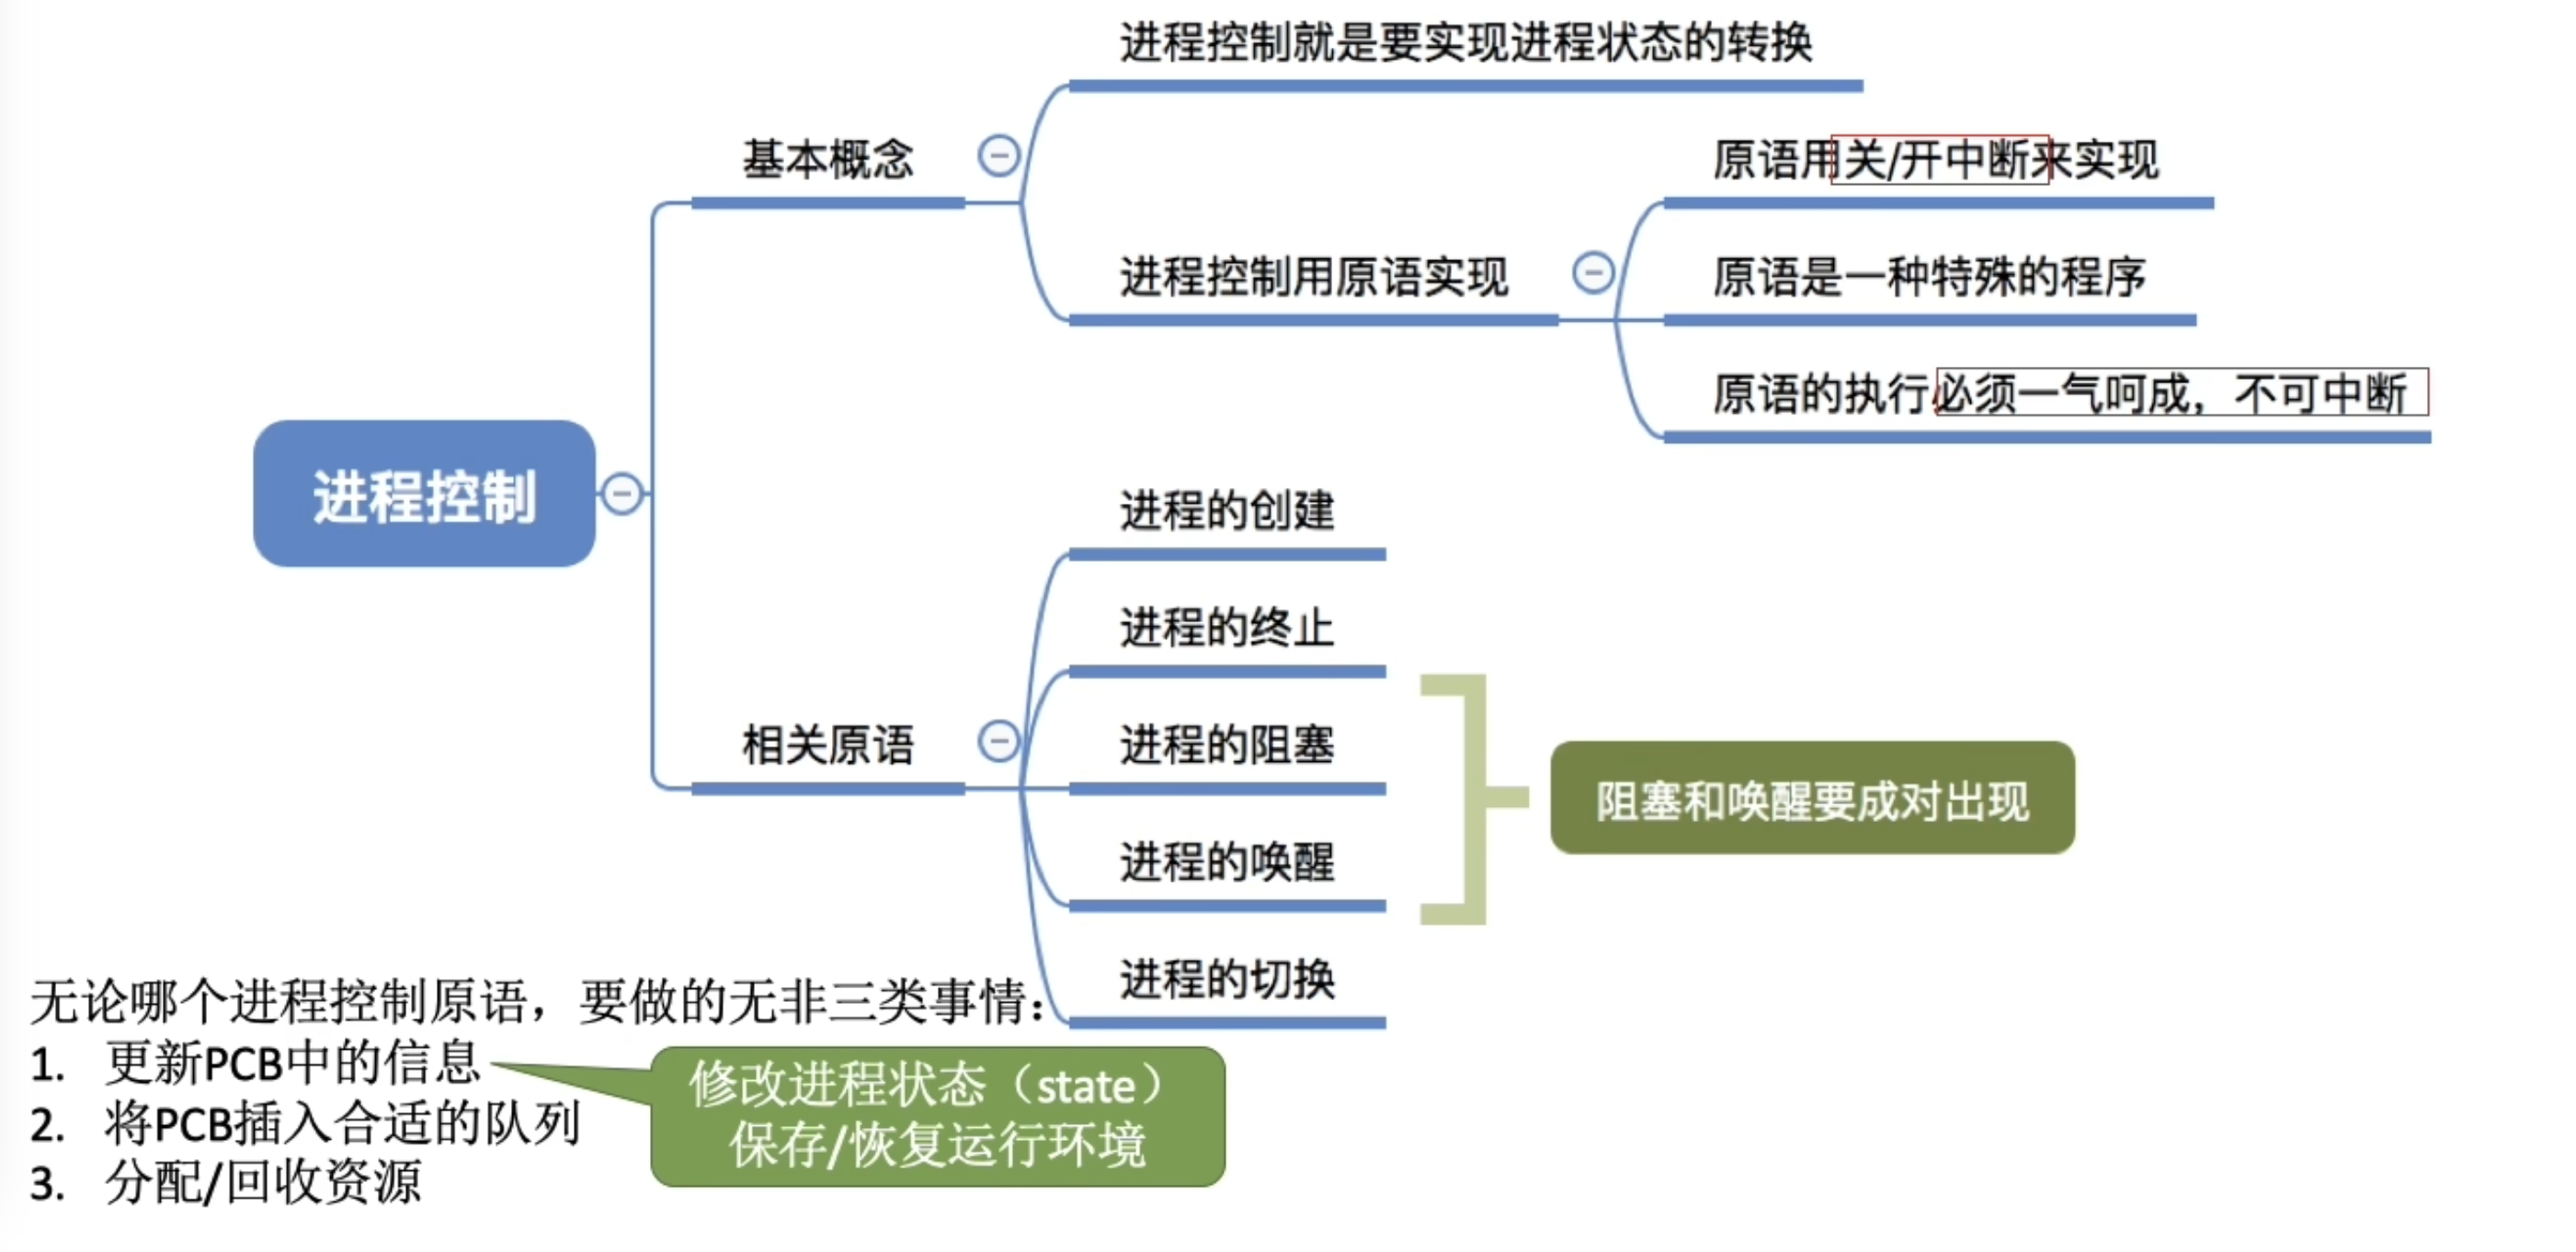 进程控制
基本概念
进程控制就是要实现进程状态的转换
进程控制用原语实现
原语用关/开中断来实现
原语是一种特殊的程序
原语的执行必须一气呵成，不可中断
相关原语
进程的创建
进程的终止
进程的阻塞
进程的唤醒
进程的切换
阻塞和唤醒要成对出现
无论哪个进程控制原语，要做的无非三类事情：
1. 更新PCB中的信息
2. 将PCB插入合适的队列
3. 分配/回收资源
修改进程状态（state）
保存/恢复运行环境